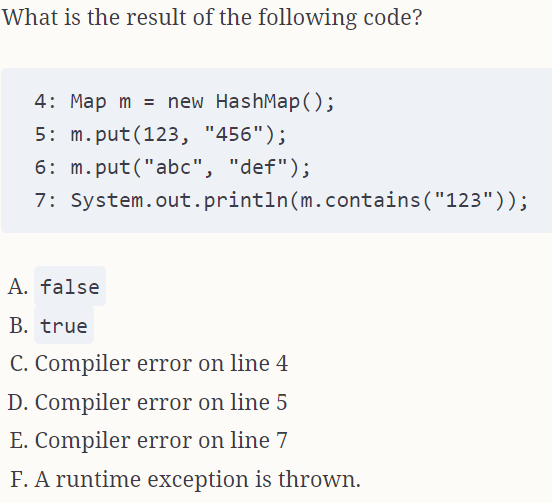 What is the result of the following code?
4: Map m = new HashMap();
5: m.put(123, "456");
6: m.put("abc", "def");
7: System.out.println(m.contains("123"));
A. false
B. true
C. Compiler error on line 4
D. Compiler error on line 5
E. Compiler error on line 7
F. A runtime exception is thrown.